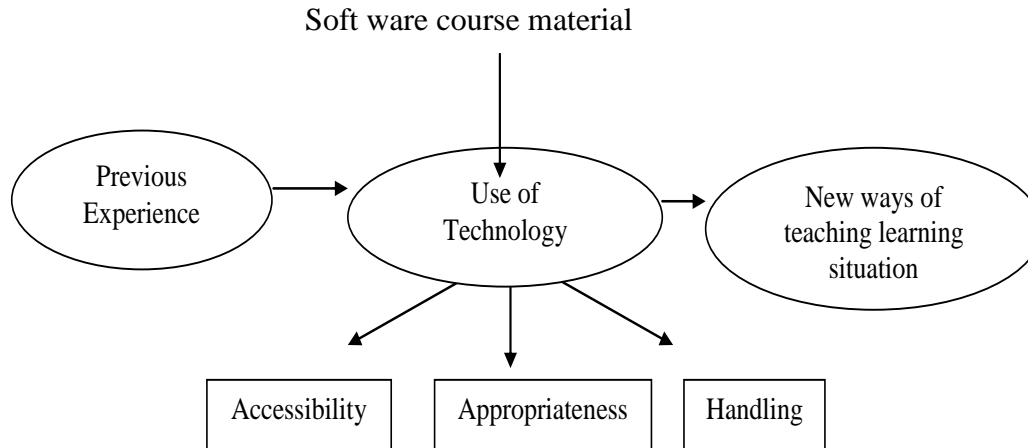 Soft ware course material
Previous
Experience
Use of
Technology
New ways of
teaching learning
situation
Accessibility
Appropriateness
Handling